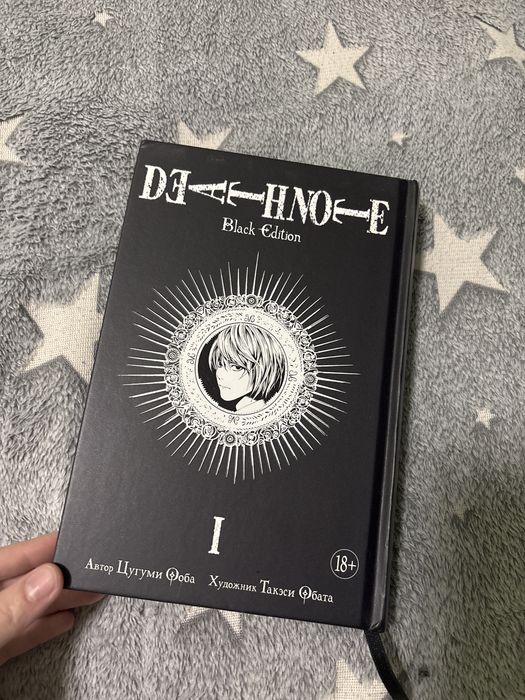 DEATH NOTE
Black Edition
I
18+
Автор Цугуми Ооба Художник Такэси Обата